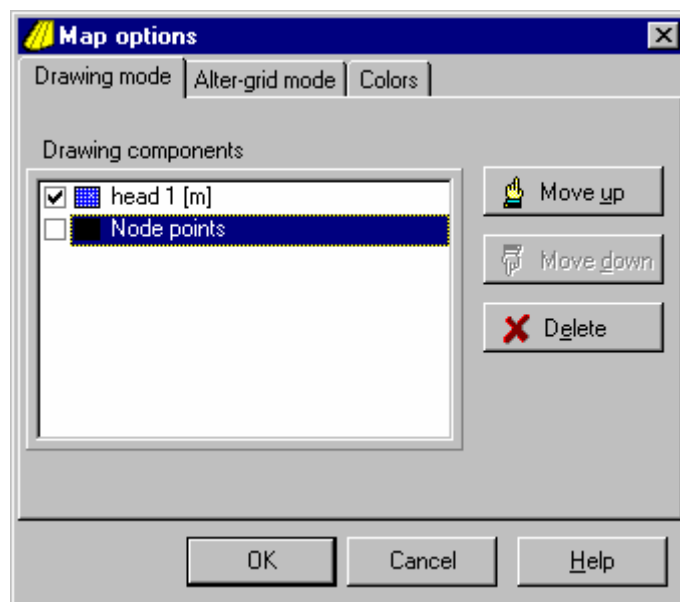 Map options
Drawing mode
Alter-grid mode
Colors
Drawing components
head 1 [m]
Node points
Move up
Move down
Delete
OK
Cancel
Help